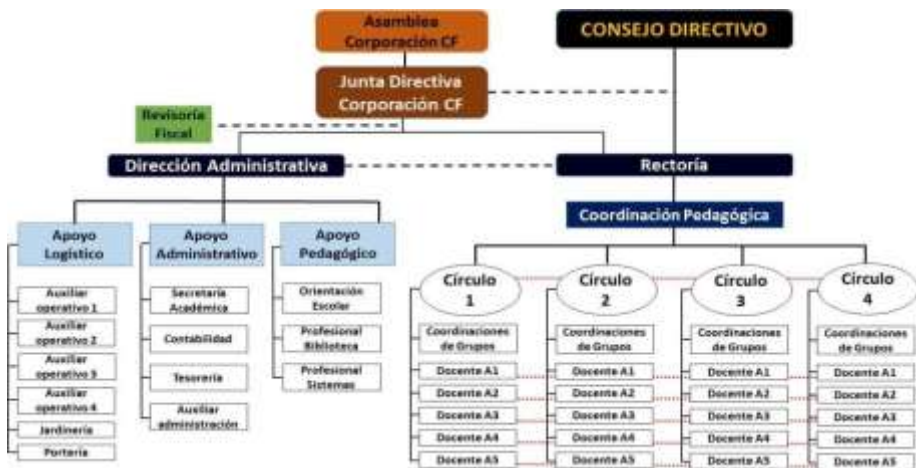 Asamblea
Corporación CF
CONSEJO DIRECTIVO
Junta Directiva
Corporación CF
Revisoría
Fiscal
Dirección Administrativa
Rectoría
Coordinación Pedagógica
Apoyo
Logístico
Auxiliar
operativo 1
Auxiliar
operativo 2
Auxiliar
operativo 3
Auxiliar
operativo 4
Jardinería
Portería
Apoyo
Administrativo
Secretaría
Académica
Contabilidad
Tesorería
Auxiliar
administración
Apoyo
Pedagógico
Orientación
Escolar
Profesional
Biblioteca
Profesional
Sistemas
Círculo
1
Coordinaciones
de Grupos
Docente A1
Docente A2
Docente A3
Docente A4
Docente A5
Círculo
2
Coordinaciones
de Grupos
Docente A1
Docente A2
Docente A3
Docente A4
Docente A5
Círculo
3
Coordinaciones
de Grupos
Docente A1
Docente A2
Docente A3
Docente A4
Docente A5
Círculo
4
Coordinaciones
de Grupos
Docente A1
Docente A2
Docente A3
Docente A4
Docente A5